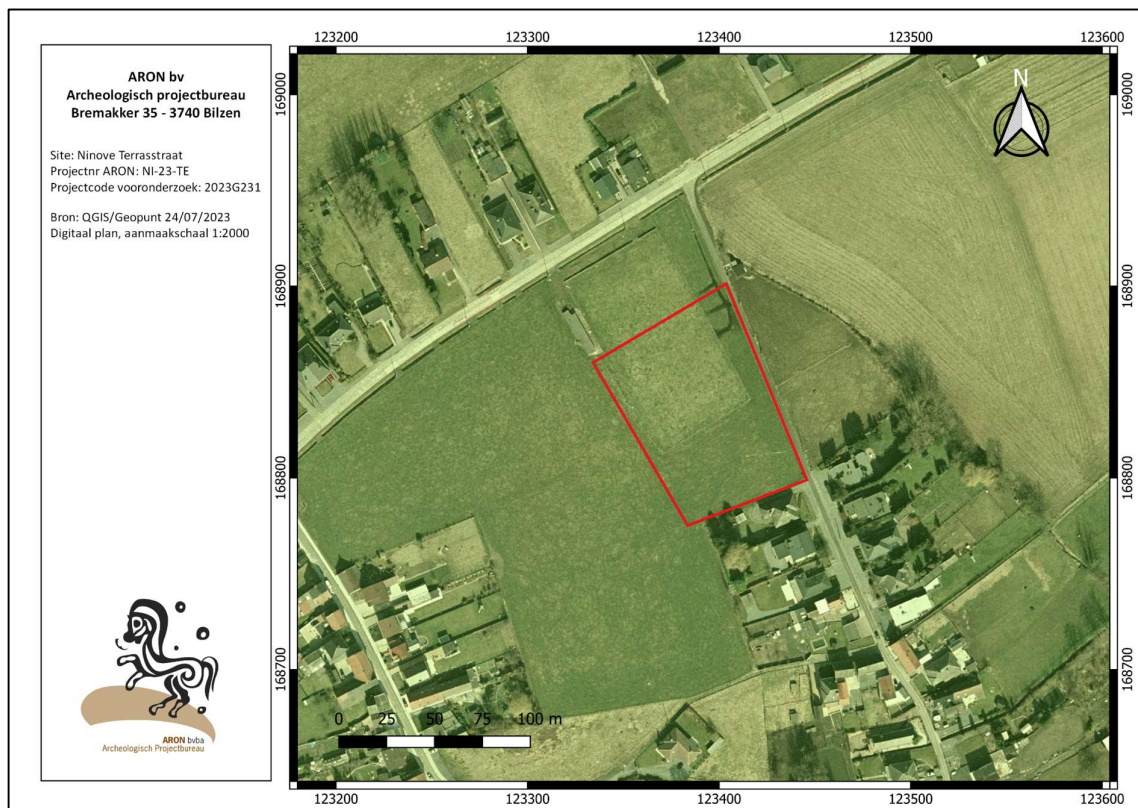 ARON bv
Archeologisch projectbureau
Bremakker 35 - 3740 Bilzen
Site: Ninove Terrasstraat
Projectnr ARON: NI-23-TE
Projectcode vooronderzoek: 2023G231
Bron: QGIS/Geopunt 24/07/2023
Digitaal plan, aanmaakschaal 1:2000
ARON bvba
Archeologisch Projectbureau
123200 123300 123400 123500 123600
169000 169000
N
168900 168900
168800 168800
168700 168700
0 25 50 75 100 m
123200 123300 123400 123500 123600